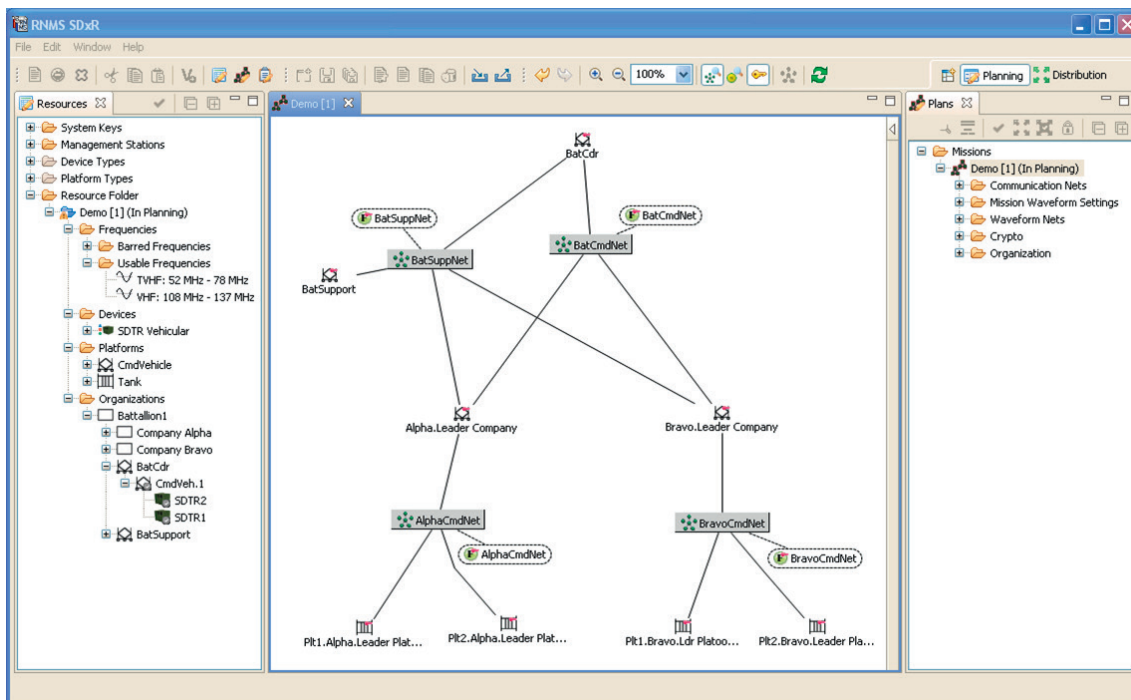 RNMS SDxR
File Edit Window Help
100%
Planning
Distribution
Resources
System Keys
Management Stations
Device Types
Platform Types
Resource Folder
Demo [1] (In Planning)
Frequencies
Barred Frequencies
Usable Frequencies
TVHF: 52 MHz - 78 MHz
VHF: 108 MHz - 137 MHz
Devices
SDTR Vehicular
Platforms
CmdVehicle
Tank
Organizations
Battallion1
Company Alpha
Company Bravo
BatCdr
CmdVeh.1
SDTR2
SDTR1
BatSupport
Demo [1]
BatCdr
BatSuppNet
BatCmdNet
BatSuppNet
BatCmdNet
BatSupport
Alpha.Leader Company
Bravo.Leader Company
AlphaCmdNet
BravoCmdNet
AlphaCmdNet
BravoCmdNet
Plt1.Alpha.Leader Plat...
Plt2.Alpha.Leader Plat...
Plt1.Bravo.Ldr Platoo...
Plt2.Bravo.Leader Pla...
Plans
Missions
Demo [1] (In Planning)
Communication Nets
Mission Waveform Settings
Waveform Nets
Crypto
Organization